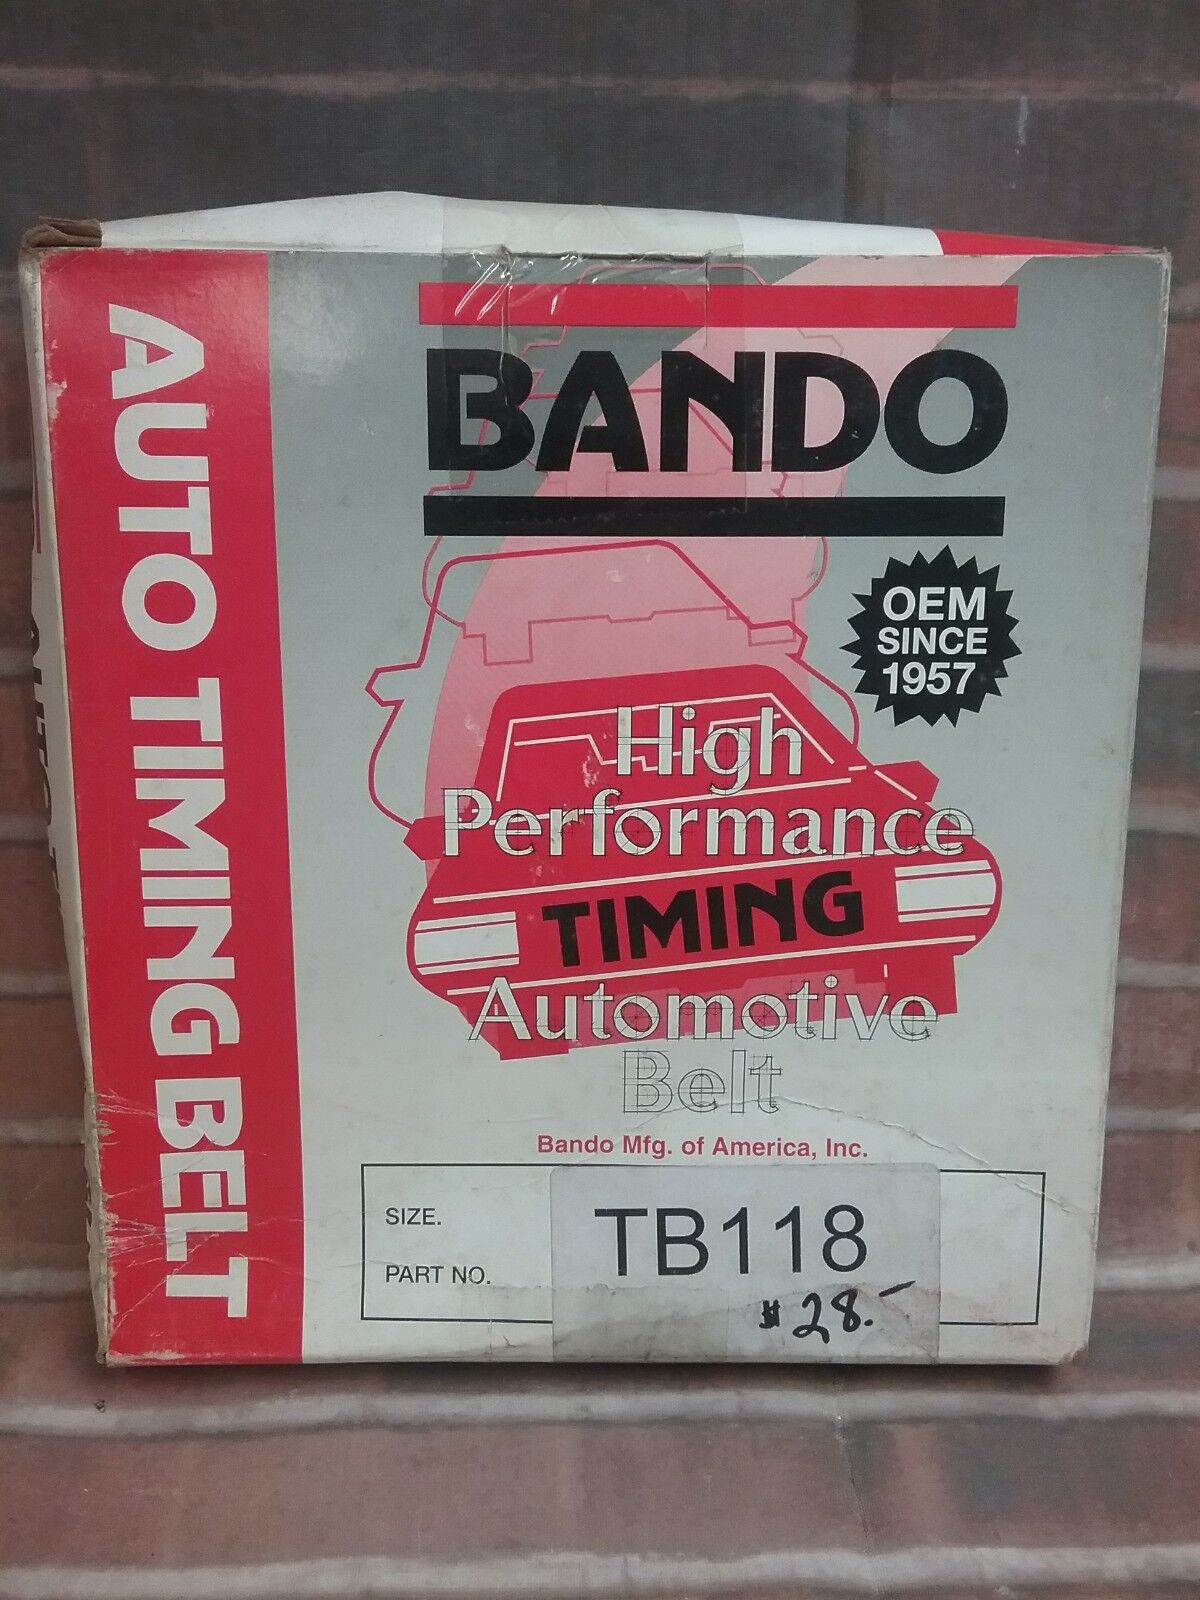 AUTO TIMING BELT
BANDO
OEM
SINCE
1957
High
Performance
TIMING
Automotive
Belt
Bando Mfg. of America, Inc.
SIZE.
PART NO.
TB118
$28.-